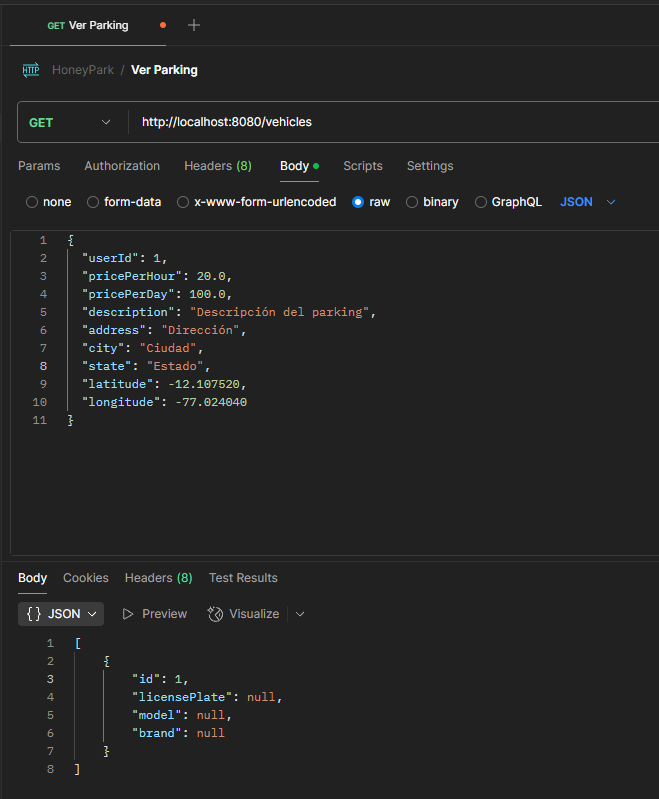 GET Ver Parking
HTTP HoneyPark / Ver Parking
GET http://localhost:8080/vehicles
Params Authorization Headers (8) Body Scripts Settings
none form-data x-www-form-urlencoded raw binary GraphQL JSON
1 {
2 "userId": 1,
3 "pricePerHour": 20.0,
4 "pricePerDay": 100.0,
5 "description": "Descripción del parking",
6 "address": "Dirección",
7 "city": "Ciudad",
8 "state": "Estado",
9 "latitude": -12.107520,
10 "longitude": -77.024040
11 }
Body Cookies Headers (8) Test Results
{} JSON Preview Visualize
1 [
2 {
3 "id": 1,
4 "licensePlate": null,
5 "model": null,
6 "brand": null
7 }
8 ]